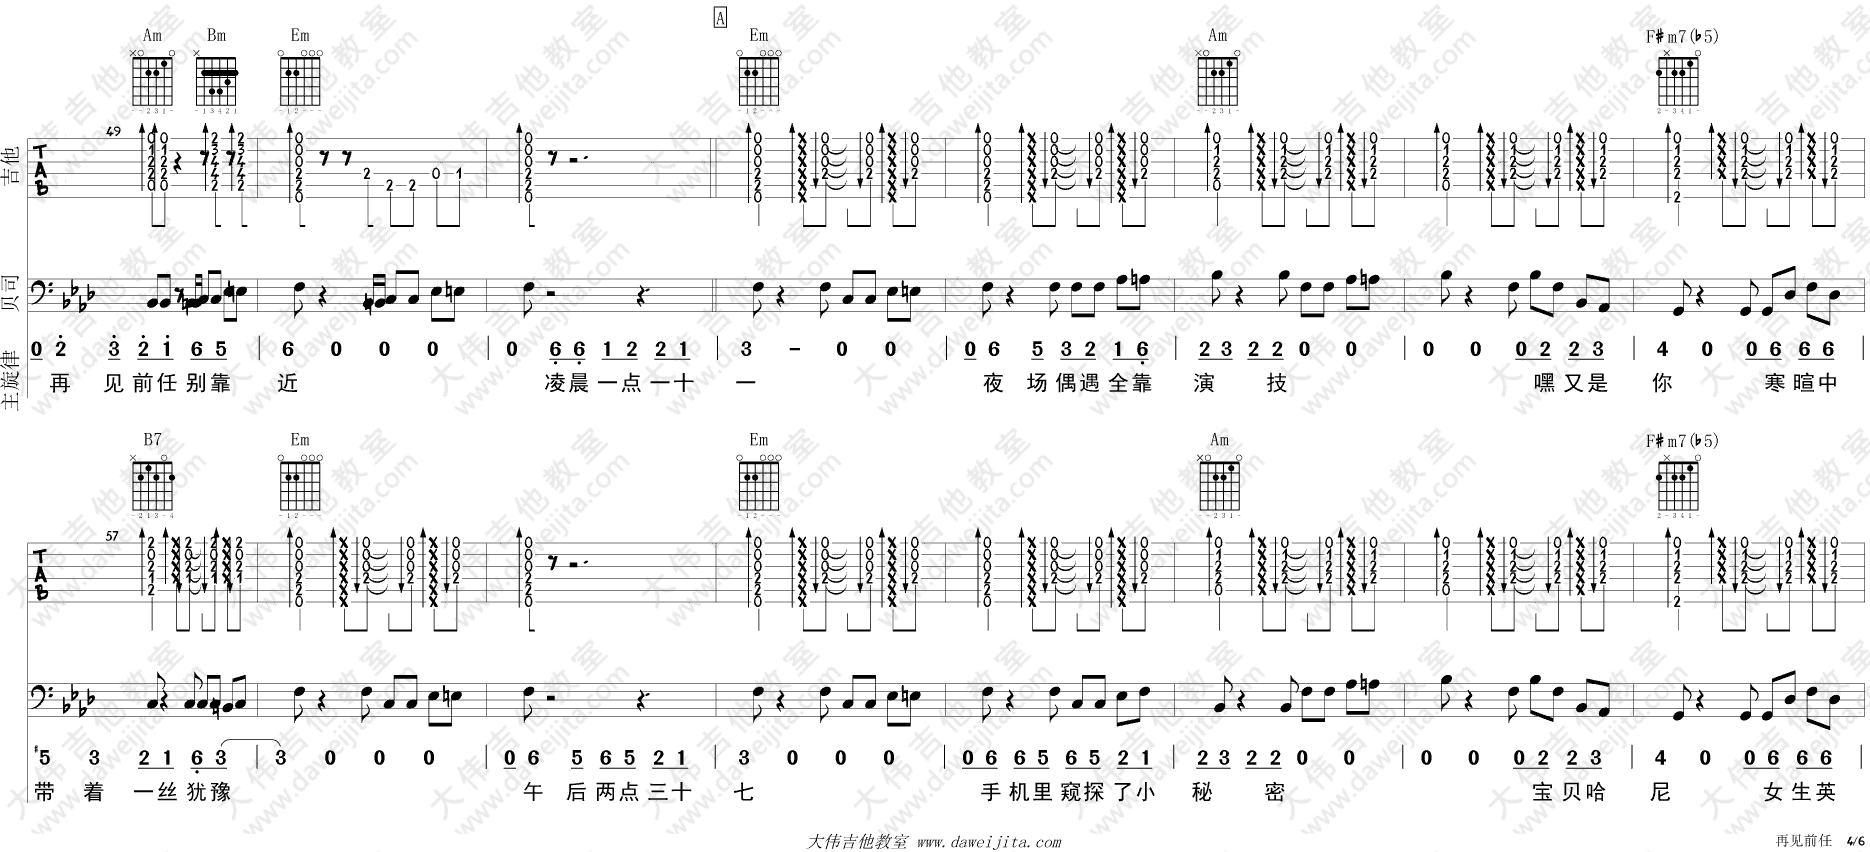 A
Am Bm Em Em Am F#m7(b5)
49
吉他 TAB
贝司
主旋律 0 2 3 2 1 6 5 | 6 0 0 0 | 0 6 6 1 2 2 1 | 3 - 0 0 | 0 6 5 3 2 1 6 | 2 3 2 2 0 0 | 0 0 0 2 2 3 | 4 0 0 6 6 6
再 见 前 任 别 靠 近 凌 晨 一 点 一 十 一 夜 场 偶 遇 全 靠 演 技 嘿 又 是 你 寒 暄 中
B7 Em Em Am F#m7(b5)
57
TAB
#5 3 2 1 6 3 | 3 0 0 0 | 0 6 5 6 5 2 1 | 3 0 0 0 | 0 6 6 5 6 5 2 1 | 2 3 2 2 0 0 | 0 0 0 2 2 3 | 4 0 0 6 6 6
带 着 一 丝 犹 豫 午 后 两 点 三 十 七 手 机 里 窥 探 了 小 秘 密 宝 贝 哈 尼 女 生 英
大伟吉他教室 www.daweijita.com
再见前任 4/6